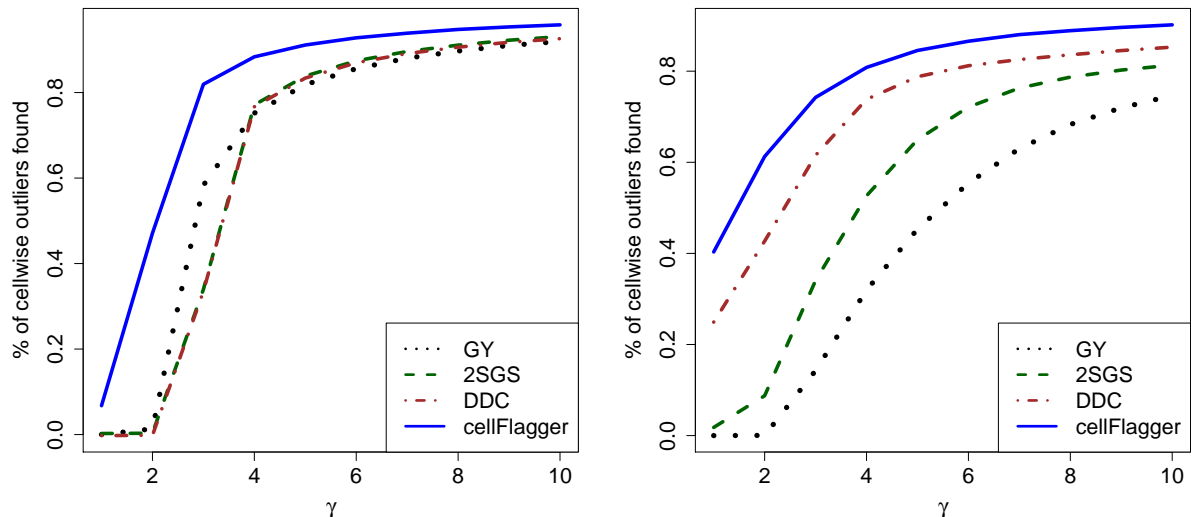 % of cellwise outliers found
0.8
0.6
0.4
0.2
0.0
2 4 6 8 10
γ
GY
2SGS
DDC
cellFlagger
% of cellwise outliers found
0.8
0.6
0.4
0.2
0.0
2 4 6 8 10
γ
GY
2SGS
DDC
cellFlagger